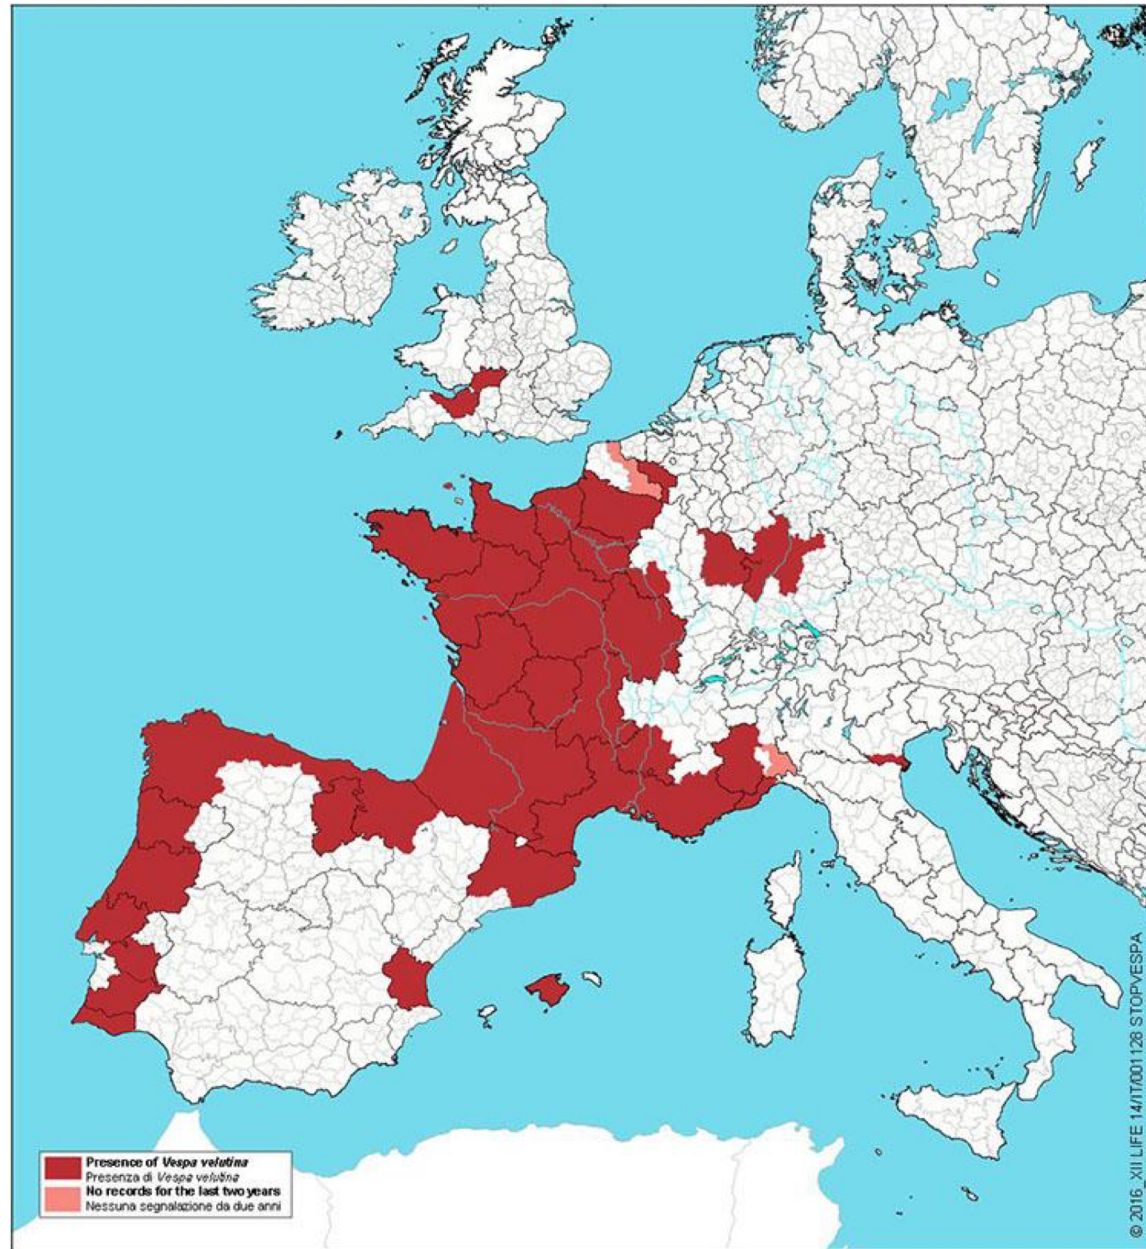 Presence of Vespa velutina
Presenza di Vespa velutina
No records for the last two years
Nessuna segnalazione da due anni
© 2016_XII LIFE 14/IT/001128 STOPVESPA